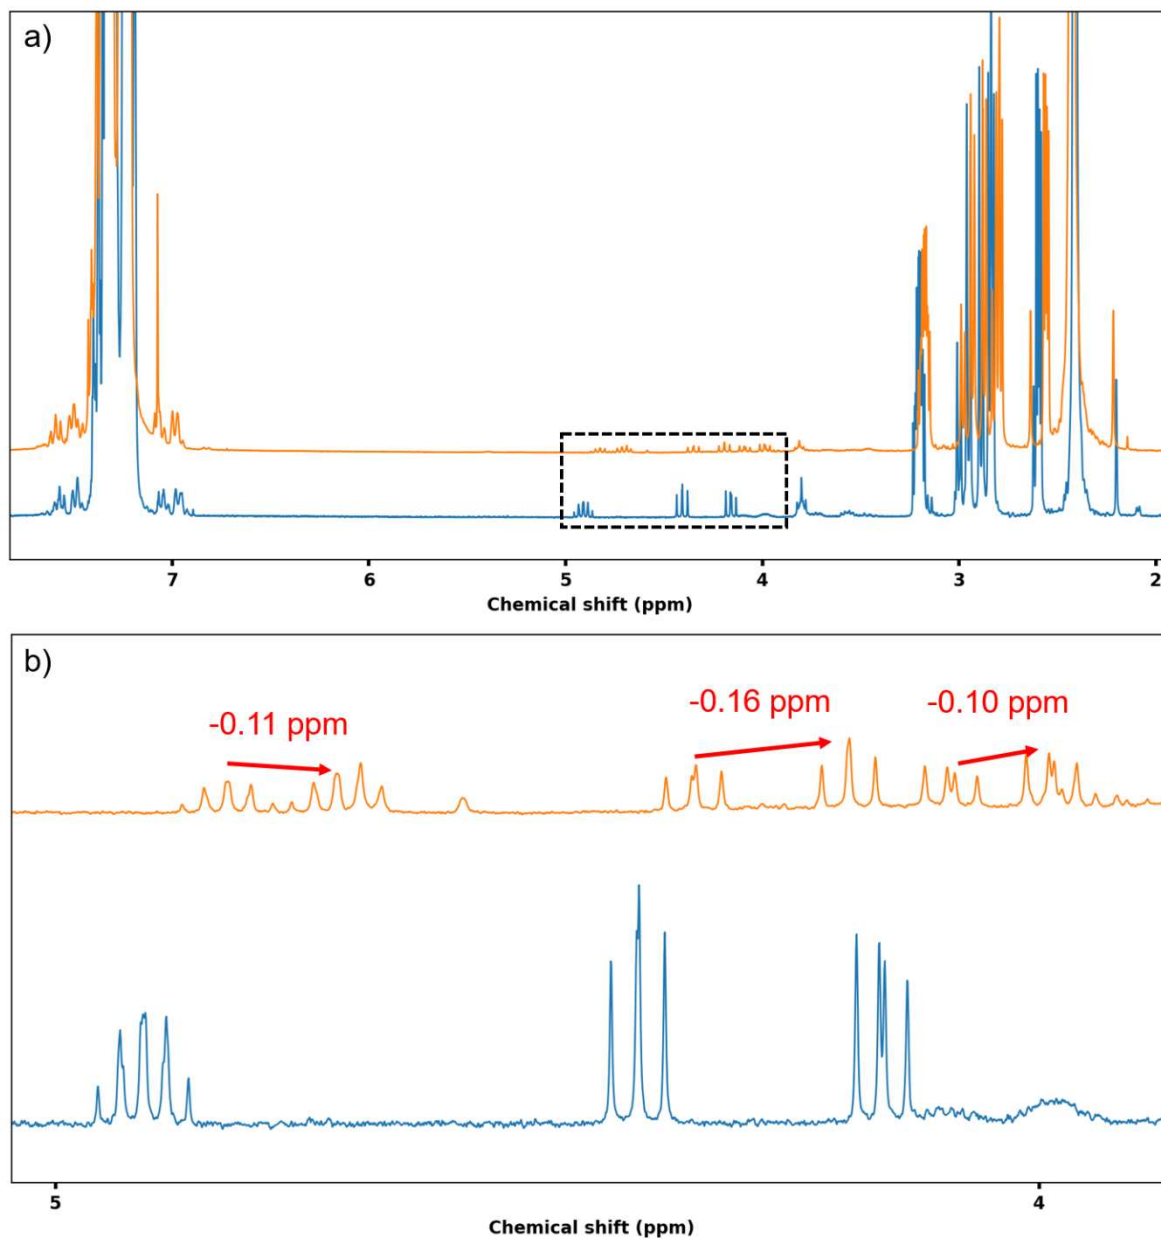 a)
7 6 5 4 3 2
Chemical shift (ppm)
b)
-0.11 ppm
-0.16 ppm
-0.10 ppm
5 4
Chemical shift (ppm)